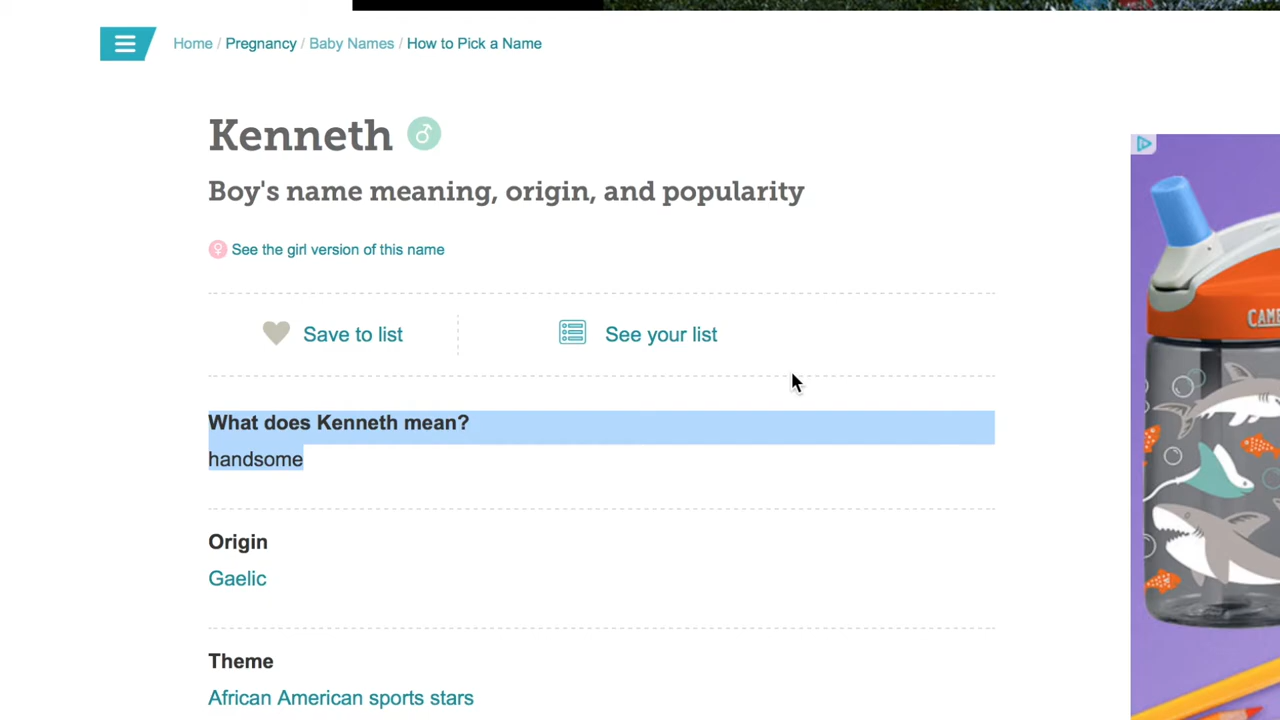 Home / Pregnancy / Baby Names / How to Pick a Name
Kenneth
Boy's name meaning, origin, and popularity
See the girl version of this name
Save to list
See your list
What does Kenneth mean?
handsome
Origin
Gaelic
Theme
African American sports stars